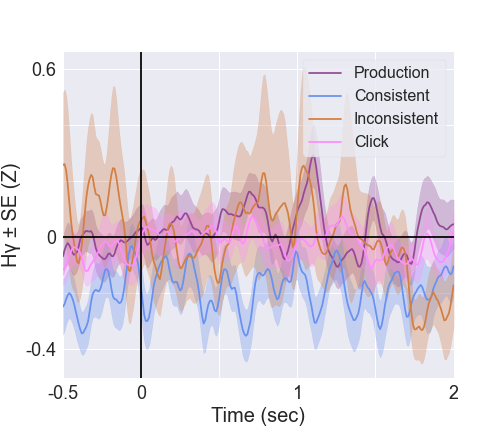 Hγ ± SE (Z)
0.6
0
-0.4
Production
Consistent
Inconsistent
Click
-0.5
0
1
2
Time (sec)